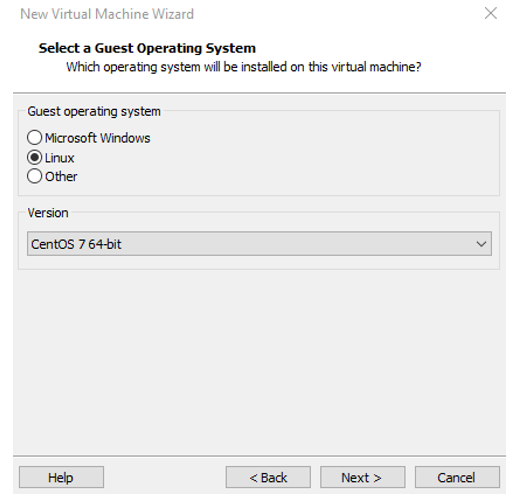 New Virtual Machine Wizard
Select a Guest Operating System
Which operating system will be installed on this virtual machine?
Guest operating system
Microsoft Windows
Linux
Other
Version
CentOS 7 64-bit
Help
< Back
Next >
Cancel